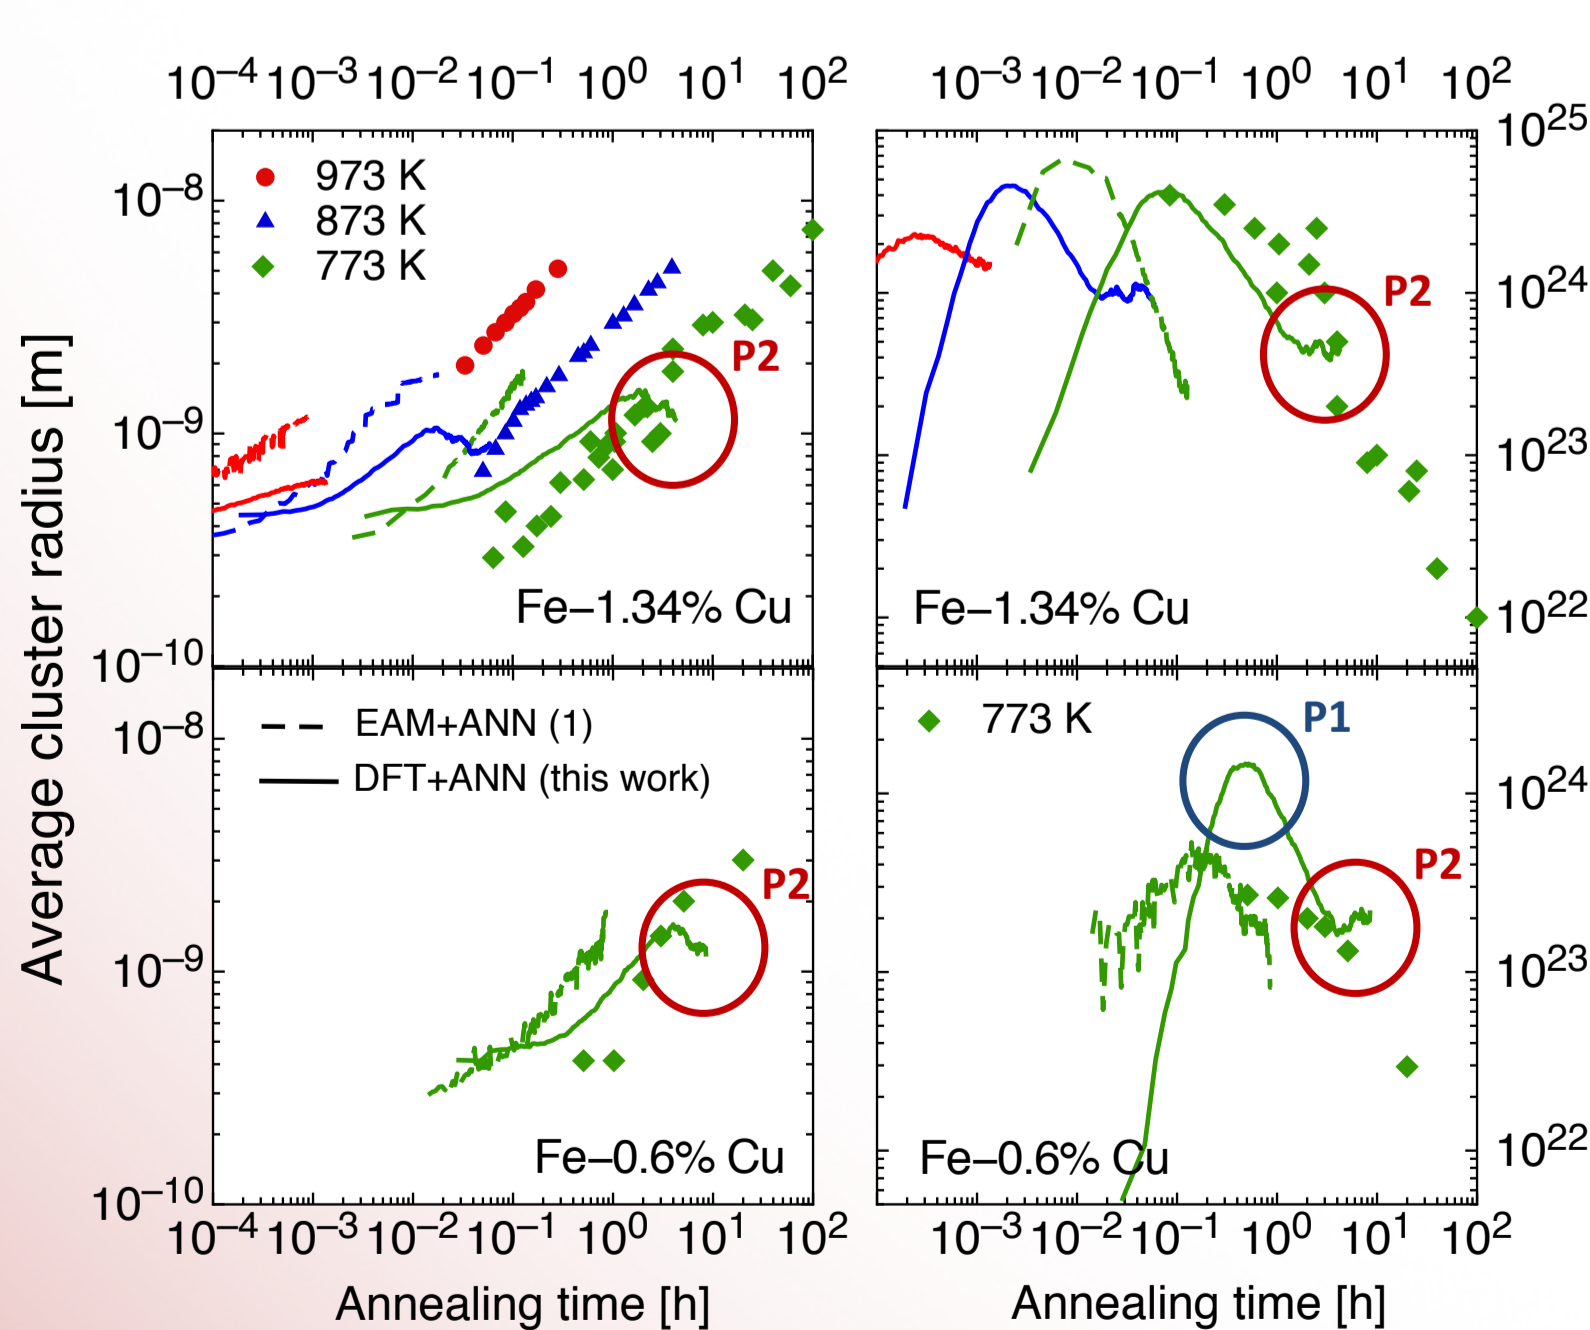 10⁻⁴ 10⁻³ 10⁻² 10⁻¹ 10⁰ 10¹ 10²
10⁻³ 10⁻² 10⁻¹ 10⁰ 10¹ 10²
Average cluster radius [m]
10⁻⁸
10⁻⁹
10⁻¹⁰
973 K
873 K
773 K
P2
Fe–1.34% Cu
P2
Fe–1.34% Cu
10²⁵
10²⁴
10²³
10²²
10⁻⁸
10⁻⁹
10⁻¹⁰
EAM+ANN (1)
DFT+ANN (this work)
P2
Fe–0.6% Cu
773 K
P1
P2
Fe–0.6% Cu
10²⁴
10²³
10²²
10⁻⁴ 10⁻³ 10⁻² 10⁻¹ 10⁰ 10¹ 10²
10⁻³ 10⁻² 10⁻¹ 10⁰ 10¹ 10²
Annealing time [h]
Annealing time [h]